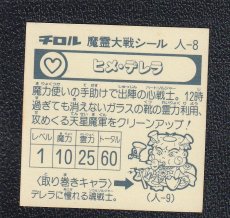 チロル 魔霊大戦シール 人-8
ヒメ・デレラ
魔力使いの手助けで出陣の心戦士。12時
過ぎても消えないガラスの靴の霊力利用、
攻めくる天星魔軍をクリーンアップ!
レベル 魔力 霊力 トータル
1 10 25 60
〈取り巻きキャラ〉
デレラに憧れる魂戦士。
(人-9)